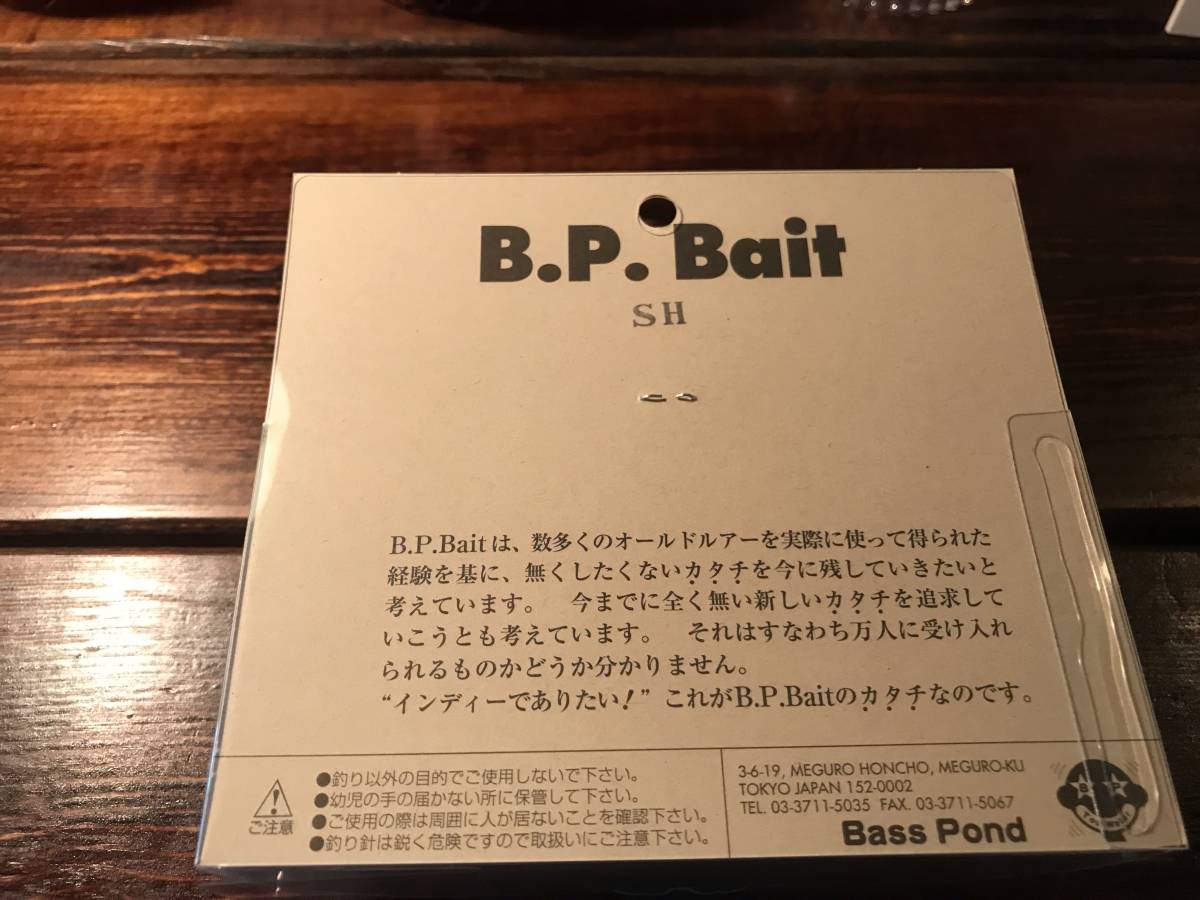 B.P. Bait
SH
B.P.Baitは、数多くのオールドルアーを実際に使って得られた
経験を基に、無くしたくないカタチを今に残していきたいと
考えています。 今までに全く無い新しいカタチを追求して
いこうとも考えています。 それはすなわち万人に受け入れ
られるものかどうか分かりません。
“インディーでありたい!” これがB.P.Baitのカタチなのです。
ご注意
●釣り以外の目的でご使用しないで下さい。
●幼児の手の届かない所に保管して下さい。
●ご使用の際は周囲に人が居ないことを確認下さい。
●釣り針は鋭く危険ですので取扱いにご注意下さい。
3-6-19, MEGURO HONCHO, MEGURO-KU
TOKYO JAPAN 152-0002
TEL. 03-3711-5035 FAX. 03-3711-5067
Bass Pond
B P